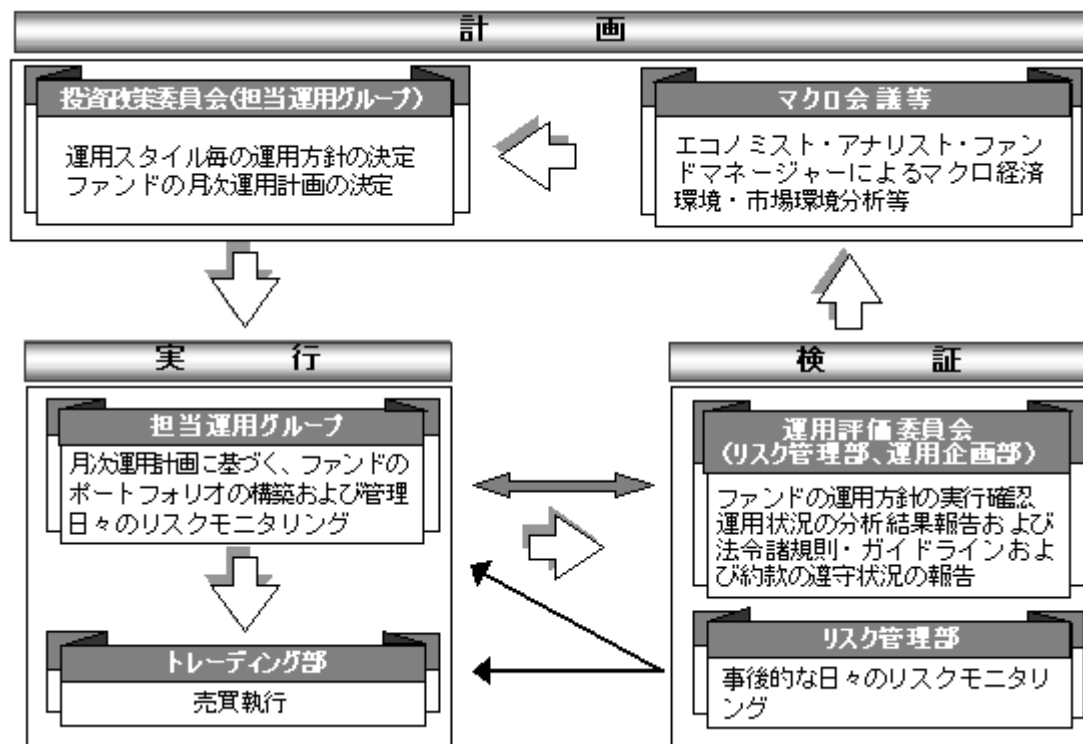 計画
投資政策委員会(担当運用グループ)
運用スタイル毎の運用方針の決定
ファンドの月次運用計画の決定
マクロ会議等
エコノミスト・アナリスト・ファン
ドマネージャーによるマクロ経済
環境・市場環境分析等
実行
担当運用グループ
月次運用計画に基づく、ファンドの
ポートフォリオの構築および管理
日々のリスクモニタリング
トレーディング部
売買執行
検証
運用評価委員会
(リスク管理部、運用企画部)
ファンドの運用方針の実行確認
運用状況の分析結果報告および
法令諸規則・ガイドラインおよ
び約款の遵守状況の報告
リスク管理部
事後的な日々のリスクモニタリ
ング